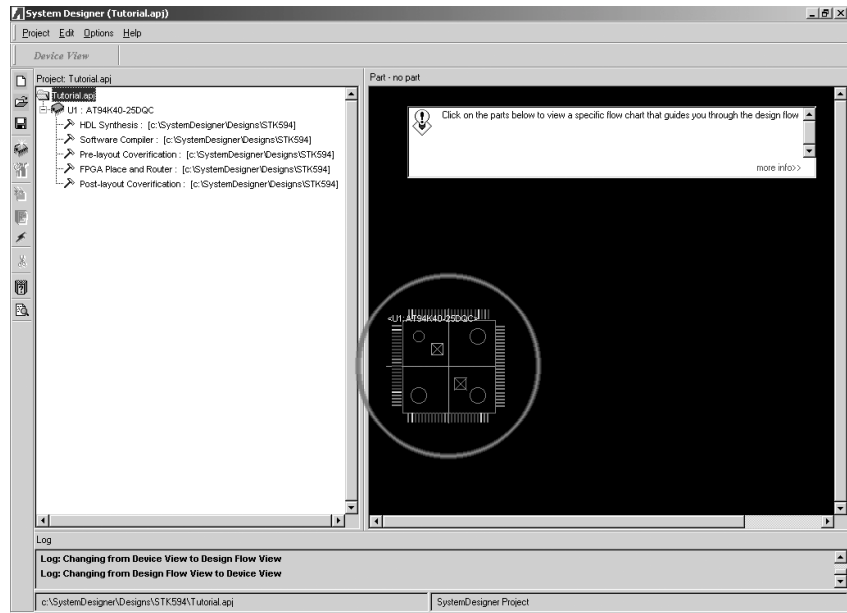 System Designer (Tutorial.apj)
Project Edit Options Help
Device View
Project: Tutorial.apj
Tutorial.apj
U1 : AT94K40-25DQC
HDL Synthesis : [c:\SystemDesigner\Designs\STK594]
Software Compiler : [c:\SystemDesigner\Designs\STK594]
Pre-layout Coverification : [c:\SystemDesigner\Designs\STK594]
FPGA Place and Router : [c:\SystemDesigner\Designs\STK594]
Post-layout Coverification : [c:\SystemDesigner\Designs\STK594]
Part - no part
Click on the parts below to view a specific flow chart that guides you through the design flow
more info>>
<U1:AT94K40-25DQC>
Log
Log: Changing from Device View to Design Flow View
Log: Changing from Design Flow View to Device View
c:\SystemDesigner\Designs\STK594\Tutorial.apj
SystemDesigner Project